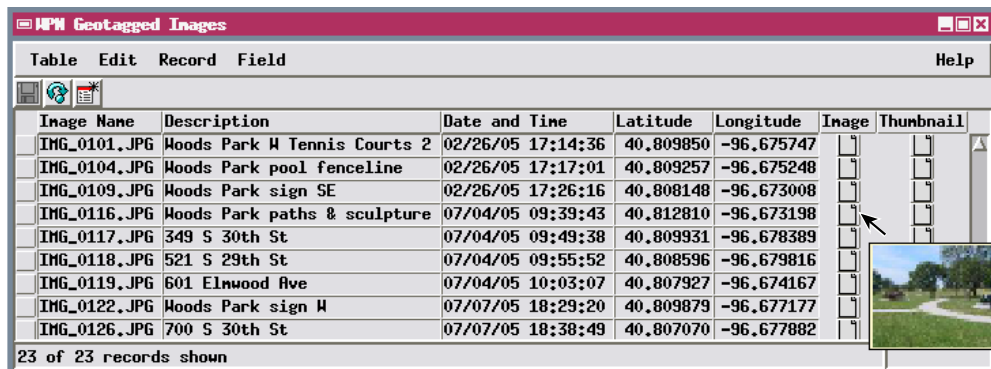 WPN Geotagged Images
Table Edit Record Field Help
Image Name Description Date and Time Latitude Longitude Image Thumbnail
IMG_0101.JPG Woods Park W Tennis Courts 2 02/26/05 17:14:36 40.809850 -96.675747
IMG_0104.JPG Woods Park pool fenceline 02/26/05 17:17:01 40.809257 -96.675248
IMG_0109.JPG Woods Park sign SE 02/26/05 17:26:16 40.808148 -96.673008
IMG_0116.JPG Woods Park paths & sculpture 07/04/05 09:39:43 40.812810 -96.673198
IMG_0117.JPG 349 S 30th St 07/04/05 09:49:38 40.809931 -96.678389
IMG_0118.JPG 521 S 29th St 07/04/05 09:55:52 40.808596 -96.679816
IMG_0119.JPG 601 Elmwood Ave 07/04/05 10:03:07 40.807927 -96.674167
IMG_0122.JPG Woods Park sign W 07/07/05 18:29:20 40.809879 -96.677177
IMG_0126.JPG 700 S 30th St 07/07/05 18:38:49 40.807070 -96.677882
23 of 23 records shown